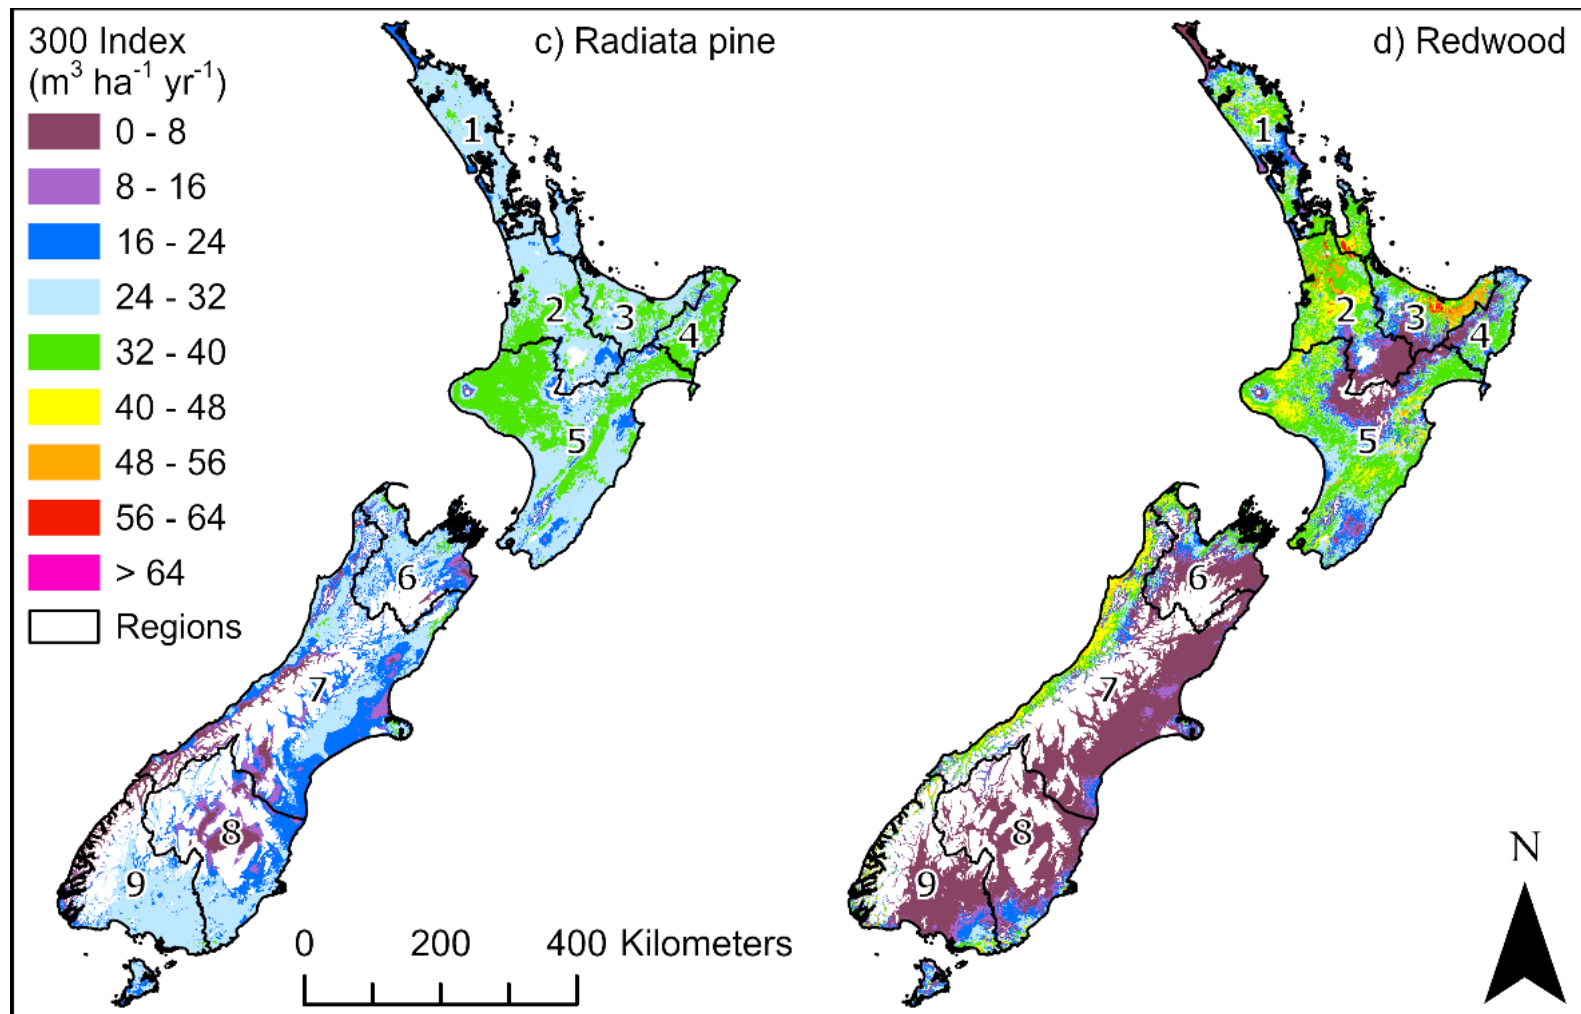 300 Index
(m³ ha⁻¹ yr⁻¹)
0 - 8
8 - 16
16 - 24
24 - 32
32 - 40
40 - 48
48 - 56
56 - 64
> 64
Regions
c) Radiata pine
1
2
3
4
5
6
7
8
9
0 200 400 Kilometers
d) Redwood
1
2
3
4
5
6
7
8
9
N